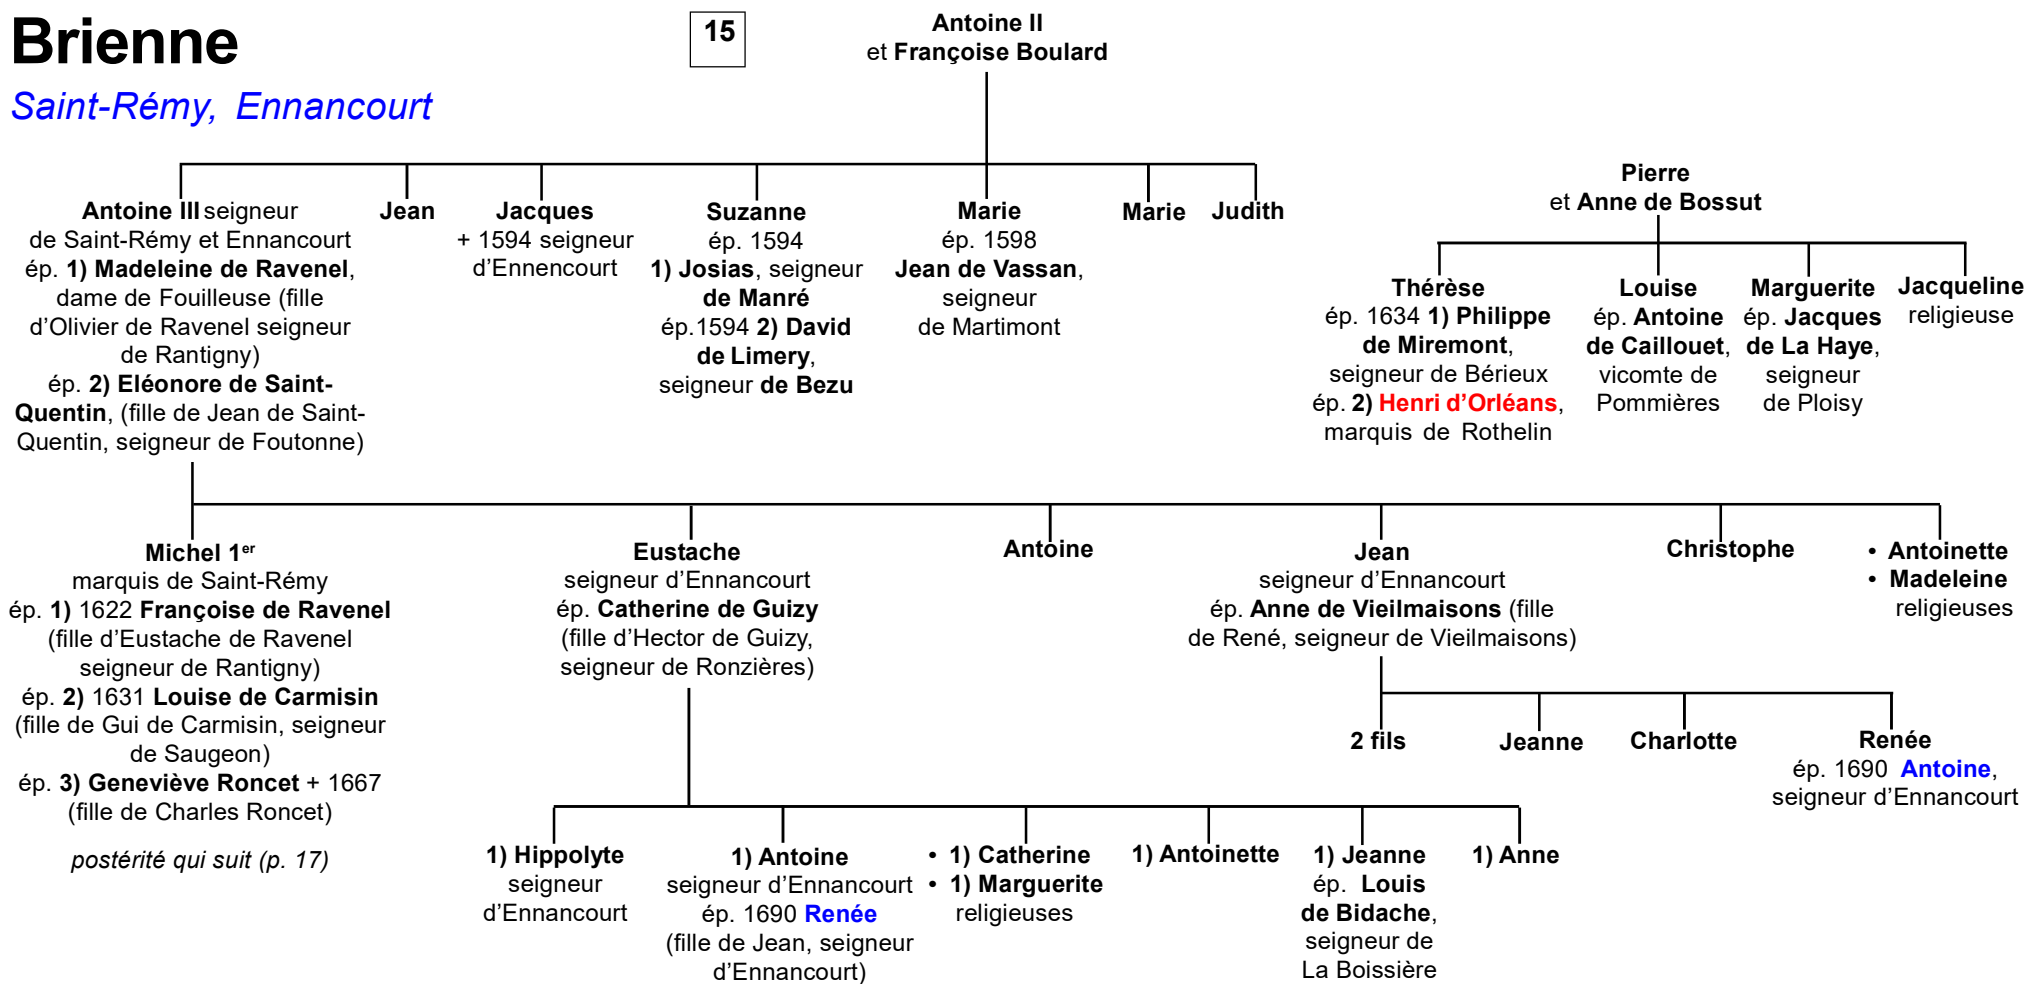 Brienne
Saint-Rémy, Ennancourt
15
Antoine II
et Françoise Boulard
Antoine III seigneur
de Saint-Rémy et Ennancourt
ép. 1) Madeleine de Ravenel,
dame de Fouilleuse (fille
d’Olivier de Ravenel seigneur
de Rantigny)
ép. 2) Eléonore de Saint-
Quentin, (fille de Jean de Saint-
Quentin, seigneur de Foutonne)
Jean
Jacques
+ 1594 seigneur
d’Ennencourt
Suzanne
ép. 1594
1) Josias, seigneur
de Manré
ép.1594 2) David
de Limery,
seigneur de Bezu
Marie
ép. 1598
Jean de Vassan,
seigneur
de Martimont
Marie
Judith
Pierre
et Anne de Bossut
Thérèse
ép. 1634 1) Philippe
de Miremont,
seigneur de Bérieux
ép. 2) Henri d’Orléans,
marquis de Rothelin
Louise
ép. Antoine
de Caillouet,
vicomte de
Pommières
Marguerite
ép. Jacques
de La Haye,
seigneur
de Ploisy
Jacqueline
religieuse
Michel 1er
marquis de Saint-Rémy
ép. 1) 1622 Françoise de Ravenel
(fille d’Eustache de Ravenel
seigneur de Rantigny)
ép. 2) 1631 Louise de Carmisin
(fille de Gui de Carmisin, seigneur
de Saugeon)
ép. 3) Geneviève Roncet + 1667
(fille de Charles Roncet)
postérité qui suit (p. 17)
Eustache
seigneur d’Ennancourt
ép. Catherine de Guizy
(fille d’Hector de Guizy,
seigneur de Ronzières)
Antoine
Jean
seigneur d’Ennancourt
ép. Anne de Vieilmaisons (fille
de René, seigneur de Vieilmaisons)
Christophe
• Antoinette
• Madeleine
religieuses
2 fils
Jeanne
Charlotte
Renée
ép. 1690 Antoine,
seigneur d’Ennancourt
1) Hippolyte
seigneur
d’Ennancourt
1) Antoine
seigneur d’Ennancourt
ép. 1690 Renée
(fille de Jean, seigneur
d’Ennancourt)
• 1) Catherine
• 1) Marguerite
religieuses
1) Antoinette
1) Jeanne
ép. Louis
de Bidache,
seigneur de
La Boissière
1) Anne